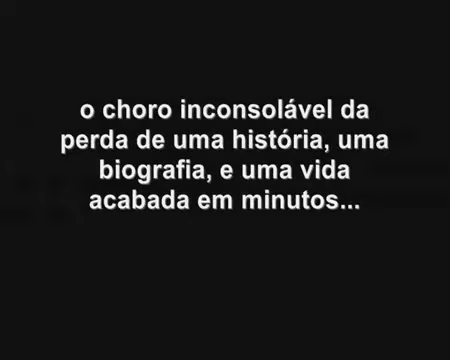 o choro inconsolável da
perda de uma história, uma
biografia, e uma vida
acabada em minutos...